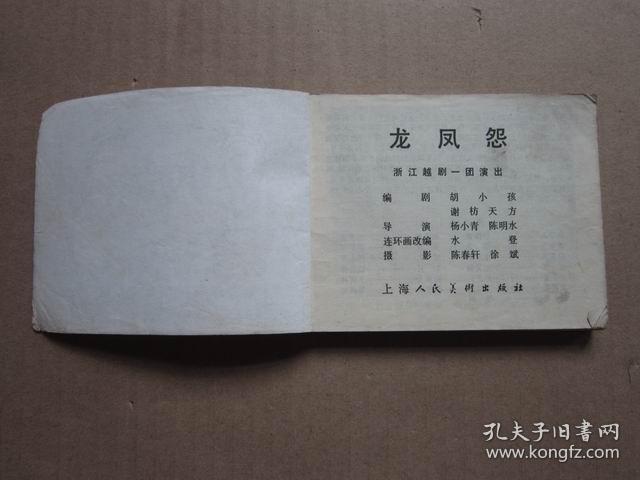 龙凤怨
浙江越剧一团演出
编剧 胡小孩
谢枋 天方
导演 杨小青 陈明水
连环画改编 水登
摄影 陈春轩 徐斌
上海人民美術出版社
孔夫子旧书网
www.kongfz.com